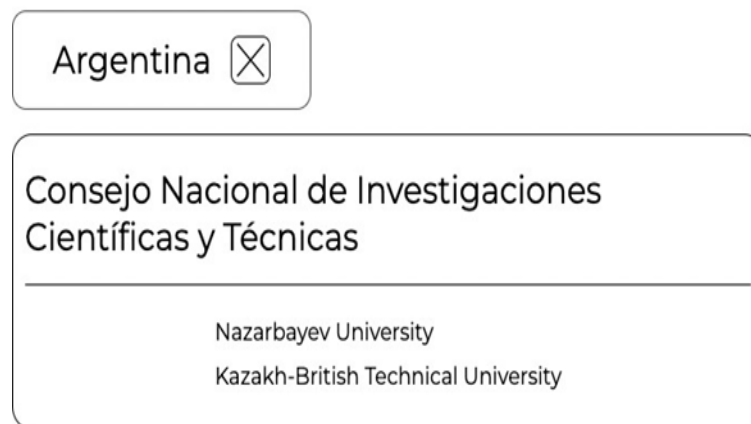 Argentina
Consejo Nacional de Investigaciones
Científicas y Técnicas
Nazarbayev University
Kazakh-British Technical University